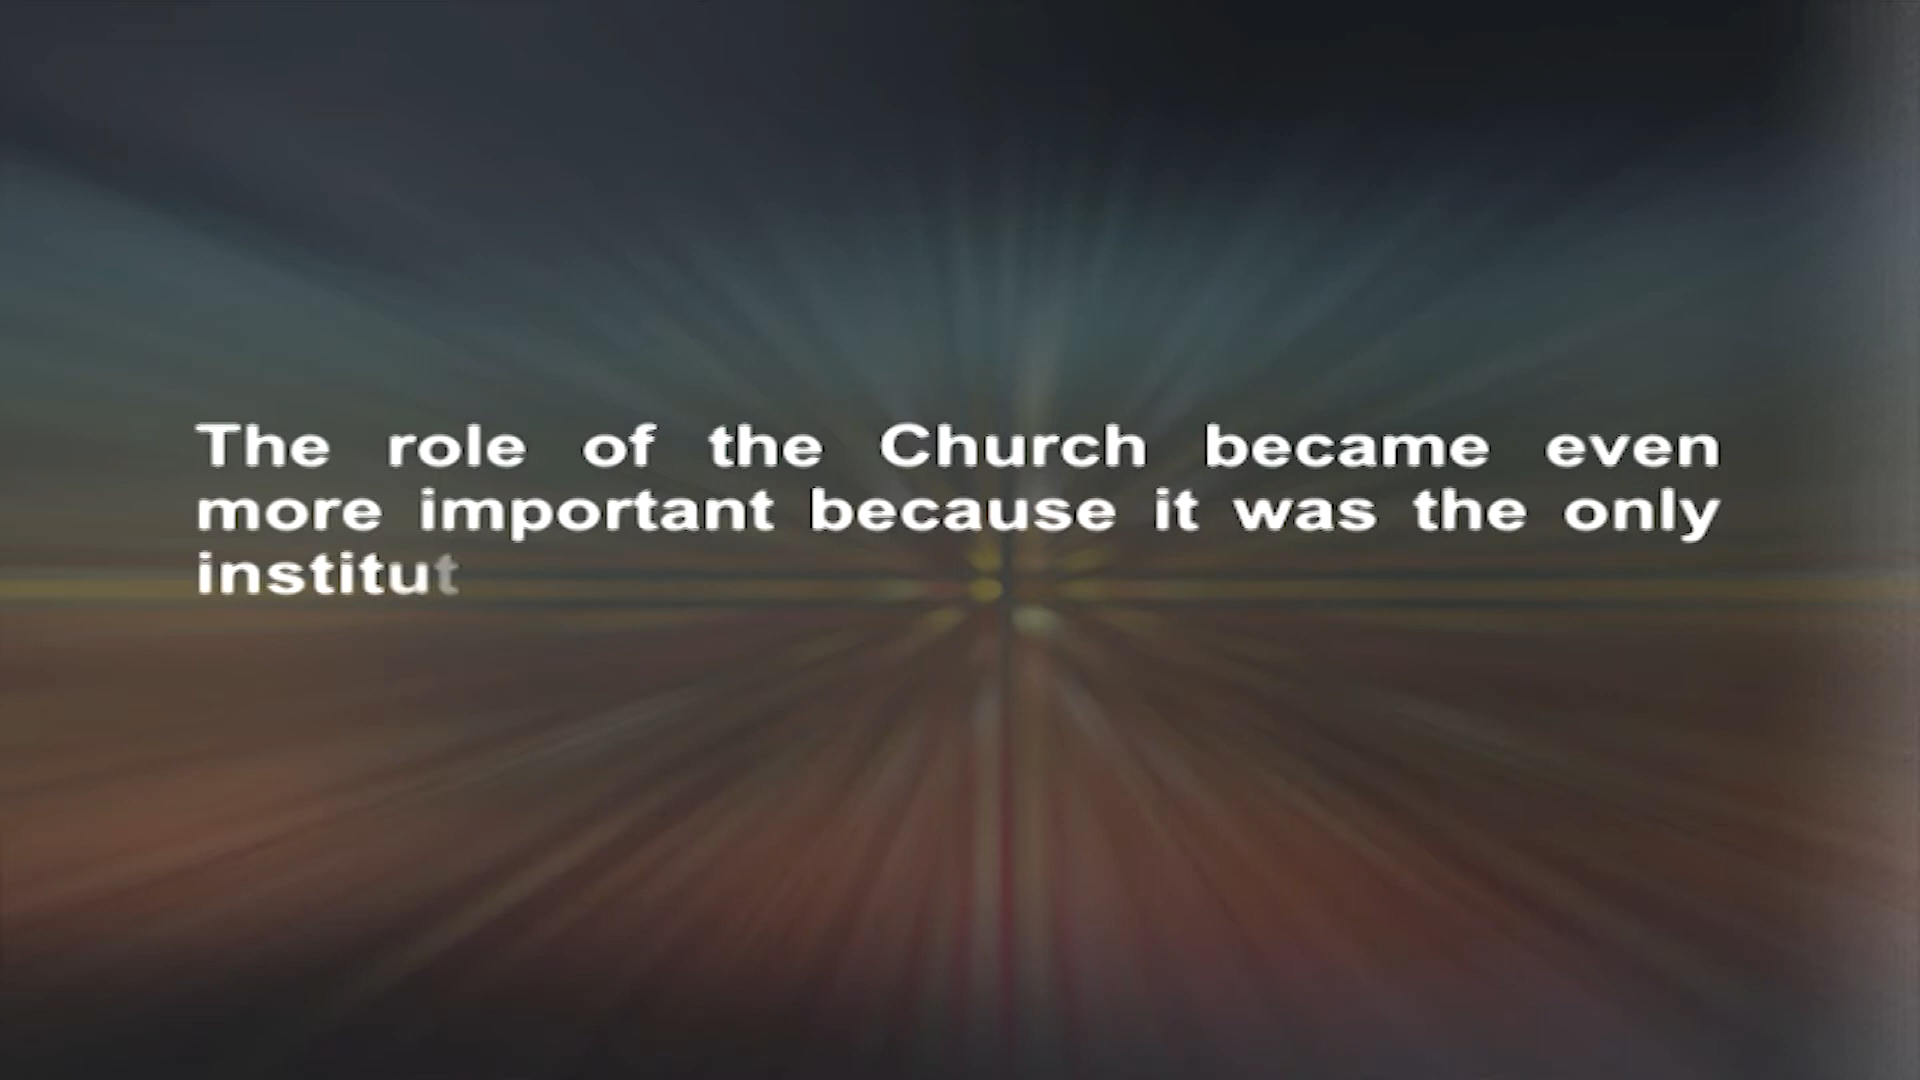 The role of the Church became even
more important because it was the only
institut